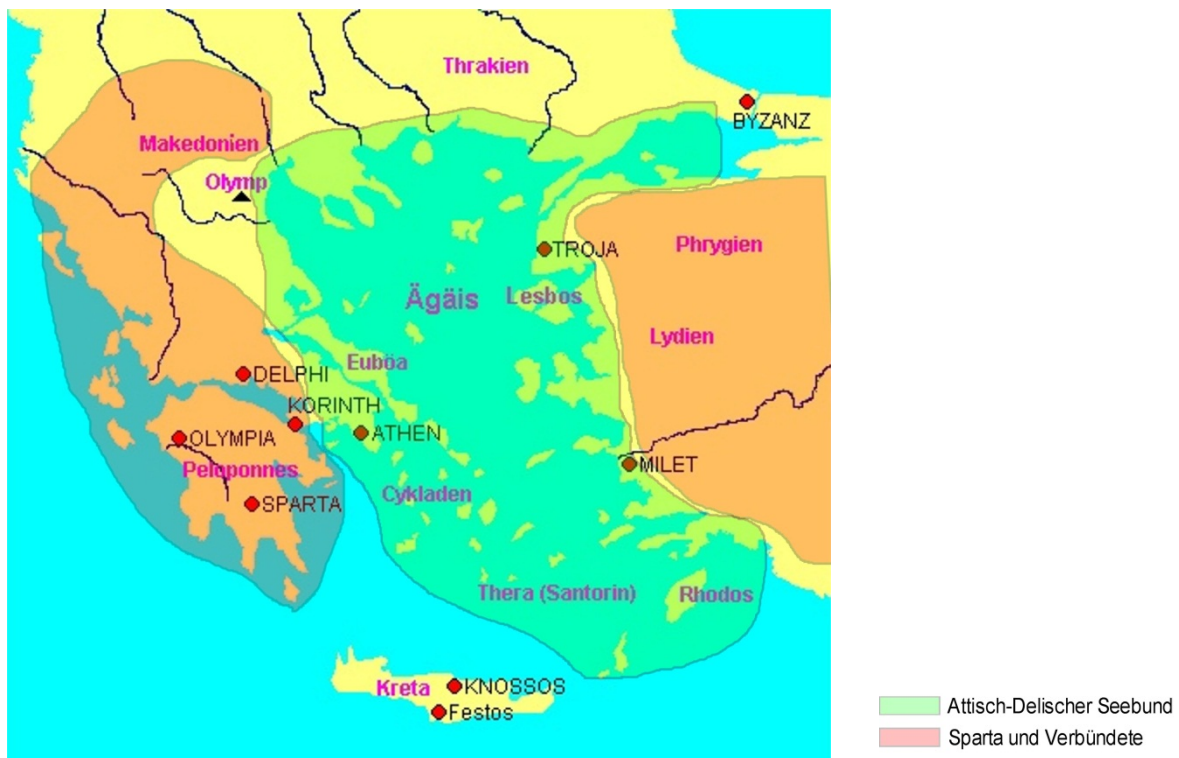 Thrakien
BYZANZ
Makedonien
Olymp
Phrygien
TROJA
Ägäis
Lesbos
Lydien
Euböa
DELPHI
KORINTH
ATHEN
OLYMPIA
Peloponnes
MILET
Cykladen
SPARTA
Thera (Santorin)
Rhodos
Kreta
KNOSSOS
Festos
Attisch-Delischer Seebund
Sparta und Verbündete